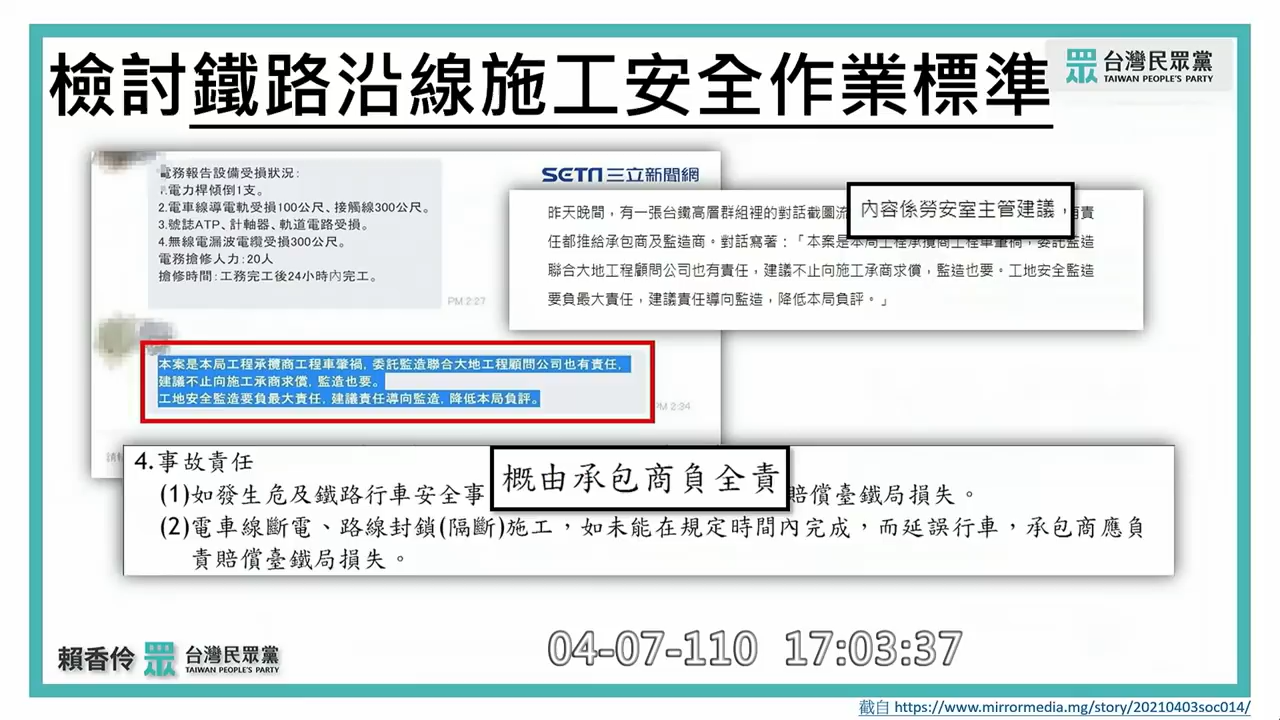 檢討鐵路沿線施工安全作業標準
台灣民眾黨
TAIWAN PEOPLE'S PARTY
電務報告設備受損狀況:
1.電力桿傾倒1支。
2.電車線導電軌受損100公尺、接觸線300公尺。
3.號誌ATP、計軸器、軌道電路受損。
4.無線電漏波電纜受損300公尺。
電務搶修人力:20人
搶修時間:工務完工後24小時內完工。
PM 2:27
SETN三立新聞網
昨天晚間,有一張台鐵高層群組裡的對話截圖流
內容係勞安室主管建議,
責
任都推給承包商及監造商。對話寫著:「本案是本局工程承攬商工程車肇禍,委託監造
聯合大地工程顧問公司也有責任,建議不止向施工承商求償,監造也要。工地安全監造
要負最大責任,建議責任導向監造,降低本局負評。」
本案是本局工程承攬商工程車肇禍, 委託監造聯合大地工程顧問公司也有責任,
建議不止向施工承商求償, 監造也要。
工地安全監造要負最大責任, 建議責任導向監造, 降低本局負評。
PM 2:34
4.事故責任
(1)如發生危及鐵路行車安全事
概由承包商負全責
賠償臺鐵局損失。
(2)電車線斷電、路線封鎖(隔斷)施工,如未能在規定時間內完成,而延誤行車,承包商應負
責賠償臺鐵局損失。
賴香伶
台灣民眾黨
TAIWAN PEOPLE'S PARTY
04-07-110 17:03:37
截自 https://www.mirrormedia.mg/story/20210403soc014/